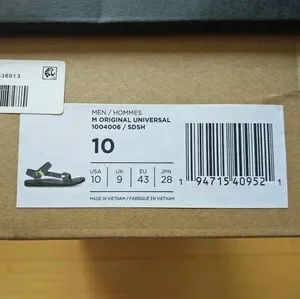 36013
MEN / HOMMES
M ORIGINAL UNIVERSAL
1004006 / SDSH
10
USA UK EU JPN
10 9 43 28
1 94715 40952 1
MADE IN VIETNAM / FABRIQUÉ EN VIETNAM